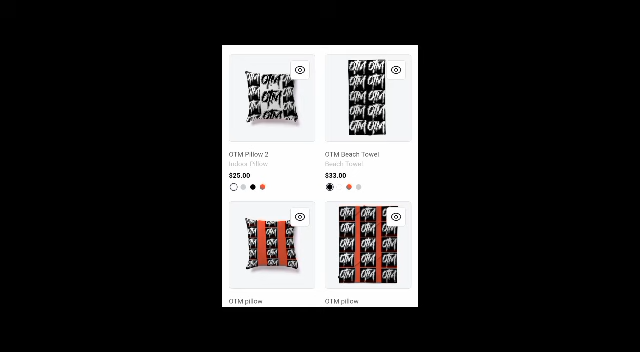 OTM Pillow 2
Indoor Pillow
$25.00
OTM Beach Towel
Beach Towel
$33.00
OTM pillow
OTM pillow